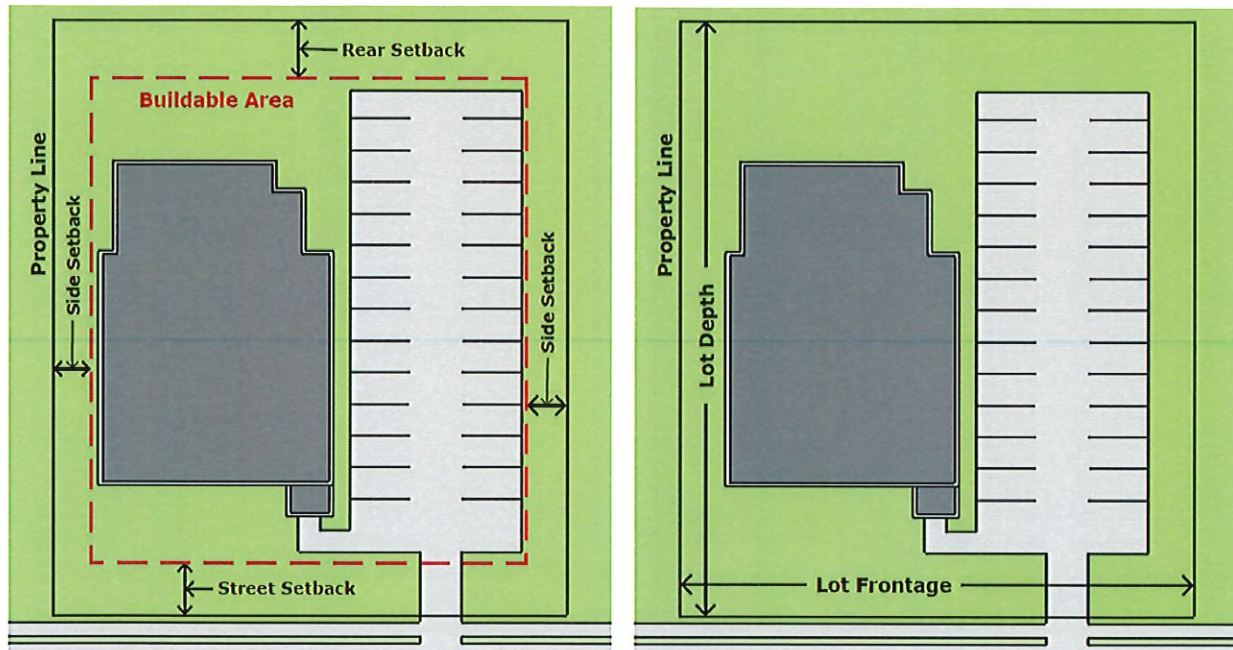 Rear Setback
Buildable Area
Property Line
Side Setback
Side Setback
Street Setback
Property Line
Lot Depth
Lot Frontage